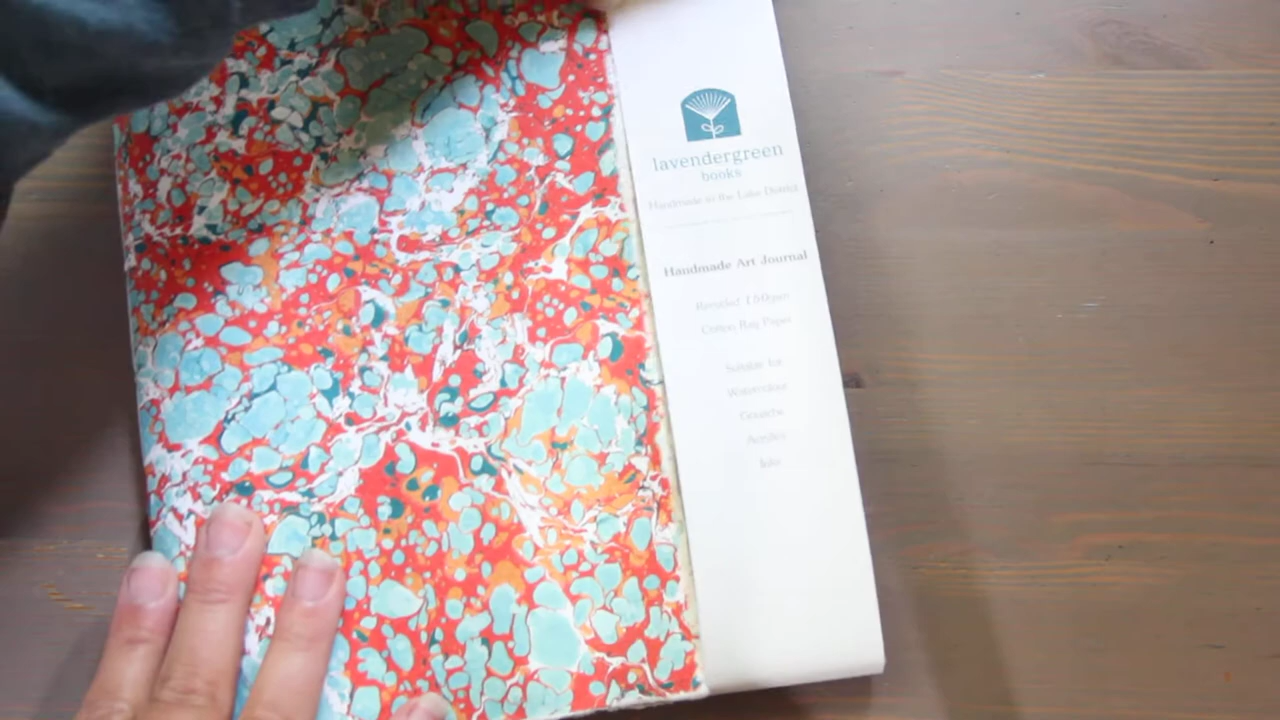 lavendergreen
books
Handmade in the Lake District
Handmade Art Journal
Recycled 150gsm
Cotton Rag Paper
Suitable for
Watercolour
Gouache
Acrylics
Inks